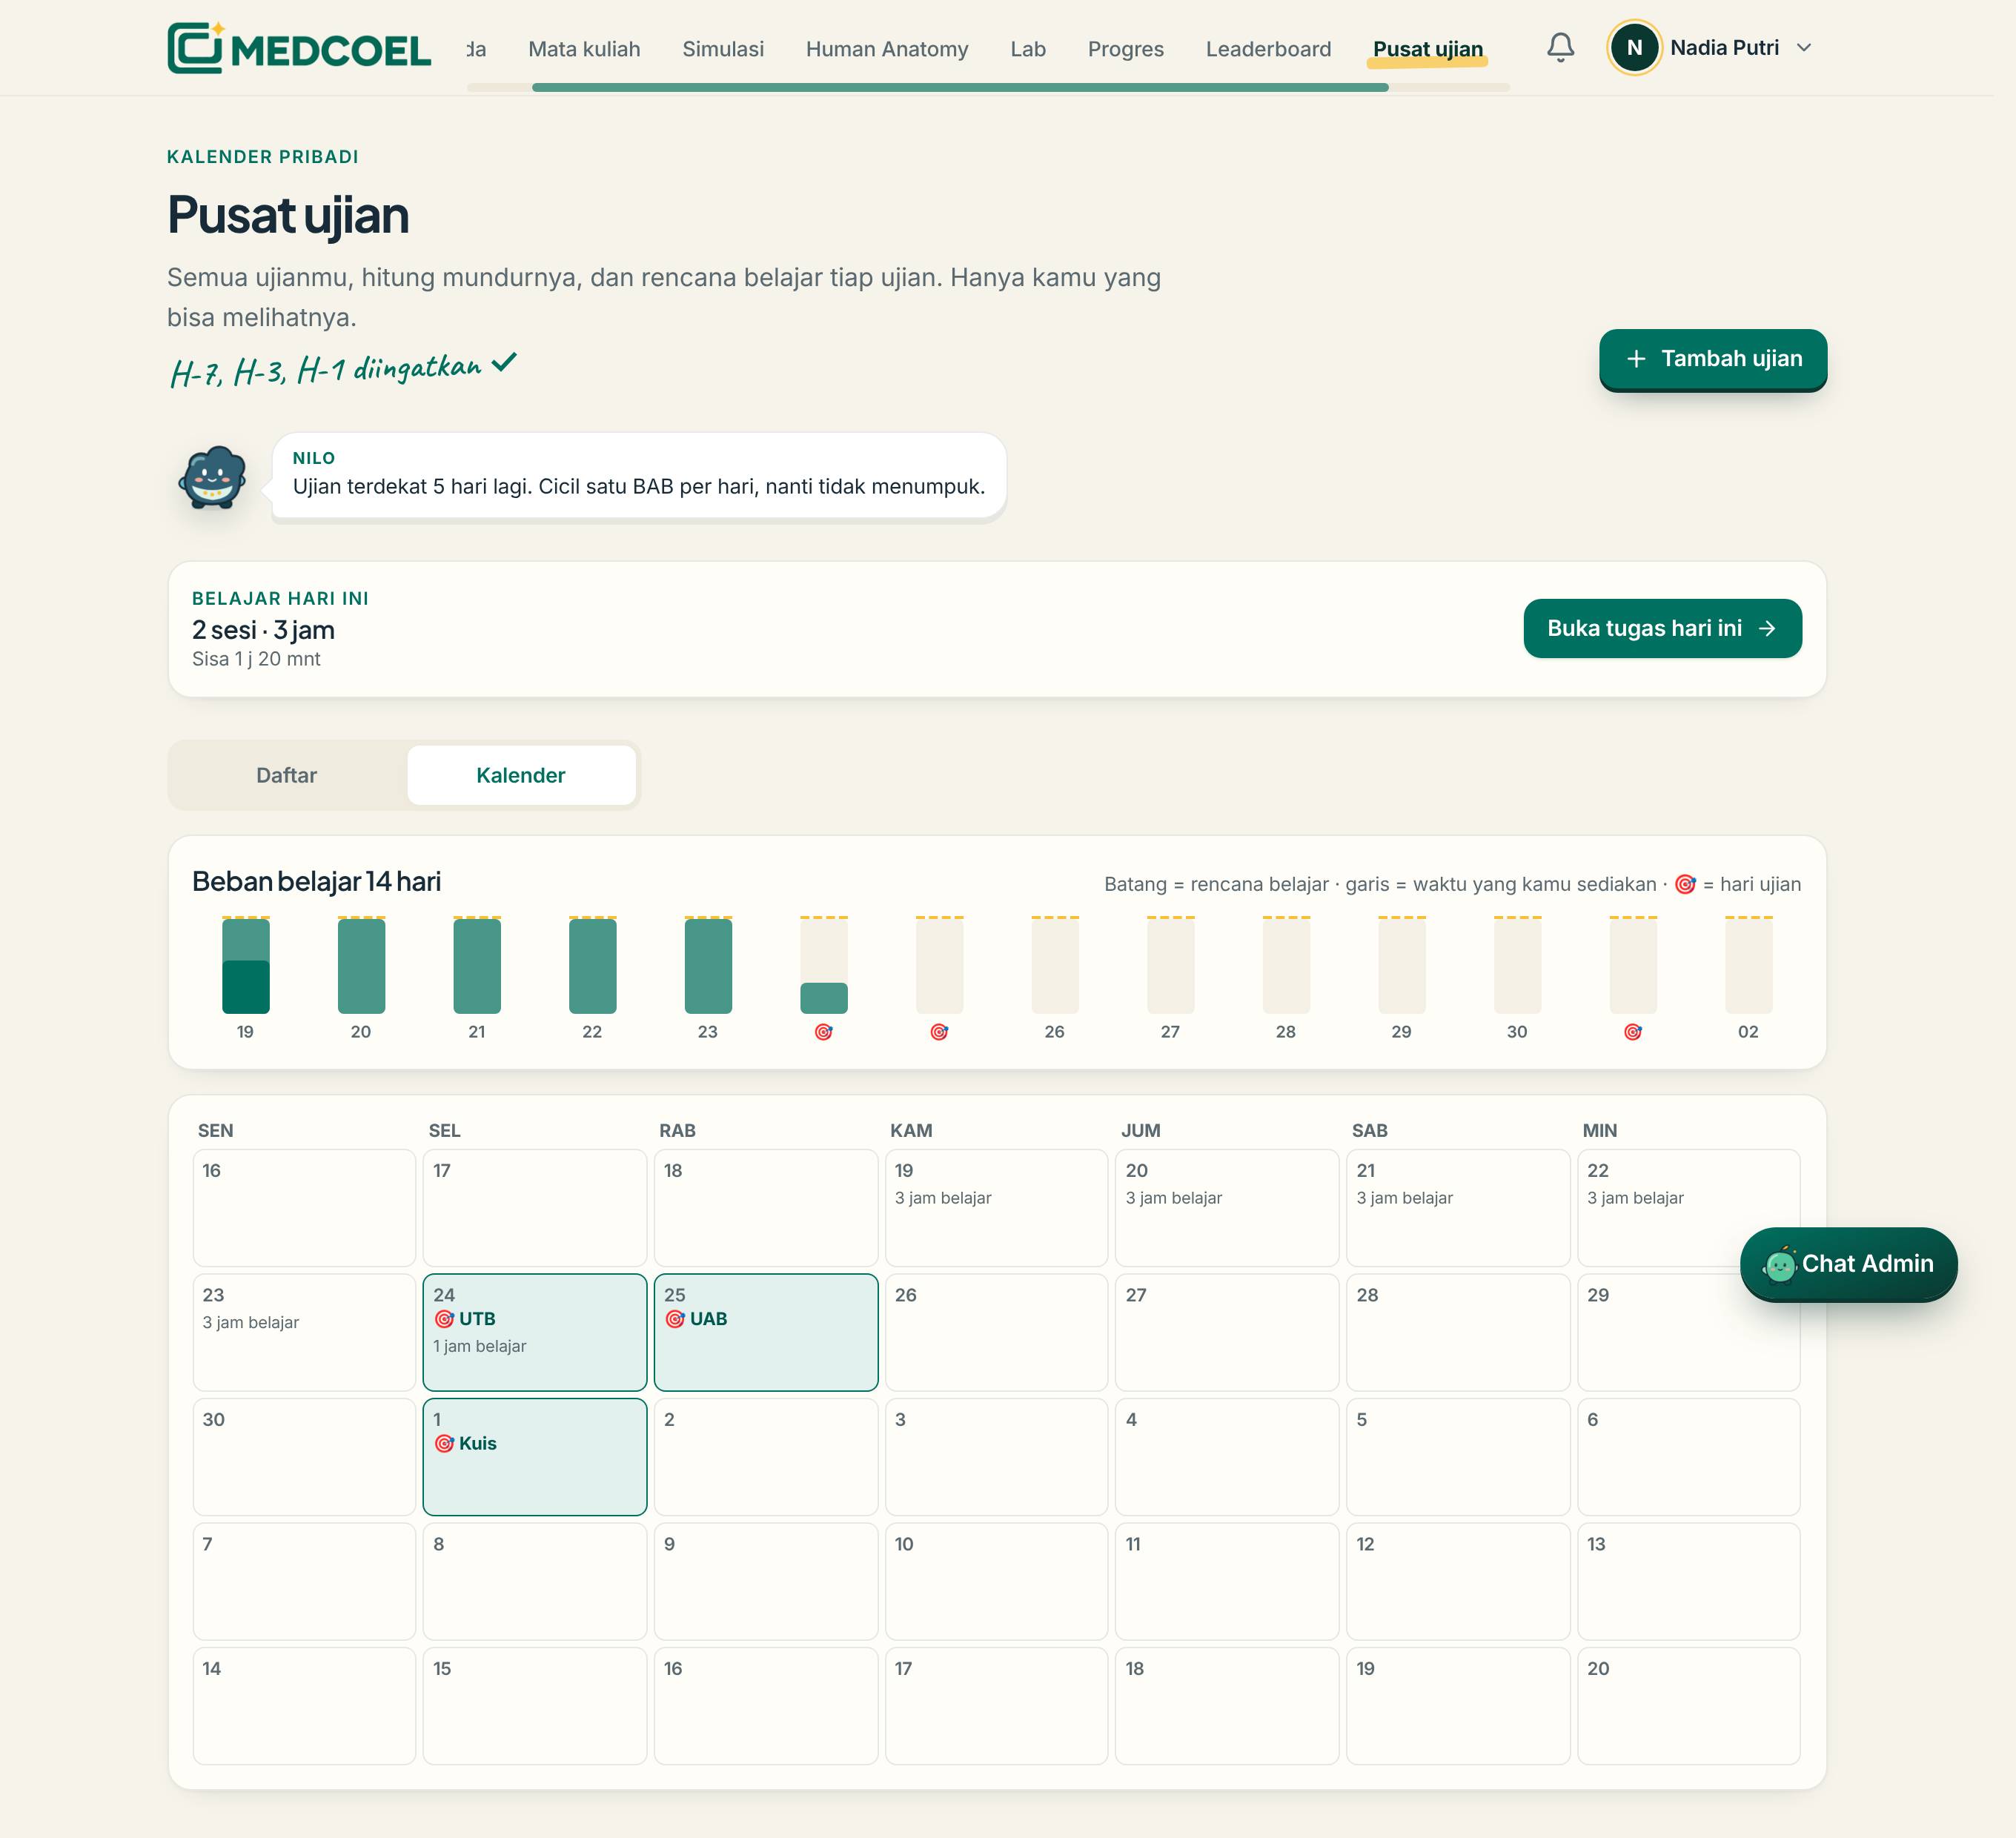 MEDCOEL
da Mata kuliah Simulasi Human Anatomy Lab Progres Leaderboard Pusat ujian N Nadia Putri
KALENDER PRIBADI
Pusat ujian
Semua ujianmu, hitung mundurnya, dan rencana belajar tiap ujian. Hanya kamu yang
bisa melihatnya.
H-7, H-3, H-1 diingatkan ✓
+ Tambah ujian
NILO
Ujian terdekat 5 hari lagi. Cicil satu BAB per hari, nanti tidak menumpuk.
BELAJAR HARI INI
2 sesi · 3 jam
Sisa 1 j 20 mnt
Buka tugas hari ini →
Daftar Kalender
Beban belajar 14 hari
Batang = rencana belajar · garis = waktu yang kamu sediakan · 🎯 = hari ujian
19 20 21 22 23 🎯 🎯 26 27 28 29 30 🎯 02
SEN SEL RAB KAM JUM SAB MIN
16 17 18 19 20 21 22
3 jam belajar 3 jam belajar 3 jam belajar 3 jam belajar
Chat Admin
23 24 25 26 27 28 29
🎯 UTB 🎯 UAB
3 jam belajar
1 jam belajar
30 1 2 3 4 5 6
🎯 Kuis
7 8 9 10 11 12 13
14 15 16 17 18 19 20